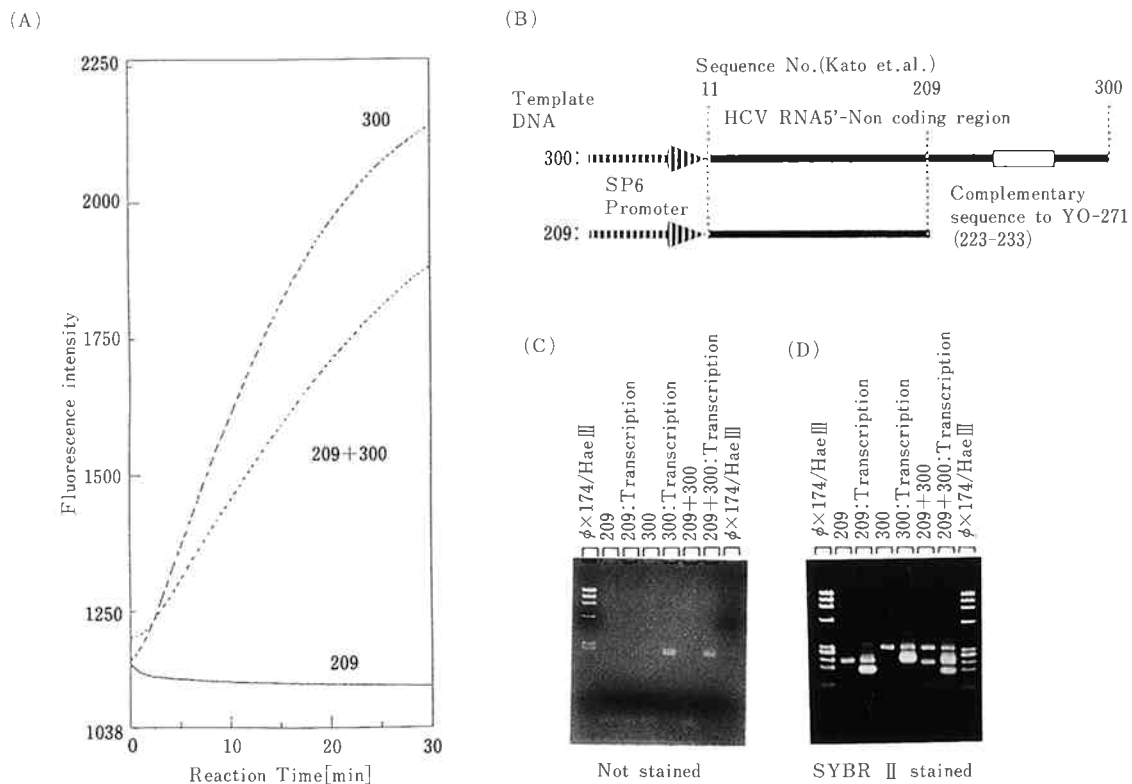 (A)
2250
2000
1750
1500
1250
1038
Fluorescence intensity
300
209+300
209
0
10
20
30
Reaction Time[min]
(B)
Sequence No.(Kato et.al.)
11
209
300
Template
DNA
HCV RNA5'-Non coding region
300:
SP6
Promoter
Complementary
sequence to YO-271
(223-233)
209:
(C)
φ×174/HaeⅢ
209
209:Transcription
300
300:Transcription
209+300
209+300:Transcription
φ×174/HaeⅢ
Not stained
(D)
φ×174/HaeⅢ
209
209:Transcription
300
300:Transcription
209+300
209+300:Transcription
φ×174/HaeⅢ
SYBR Ⅱ stained